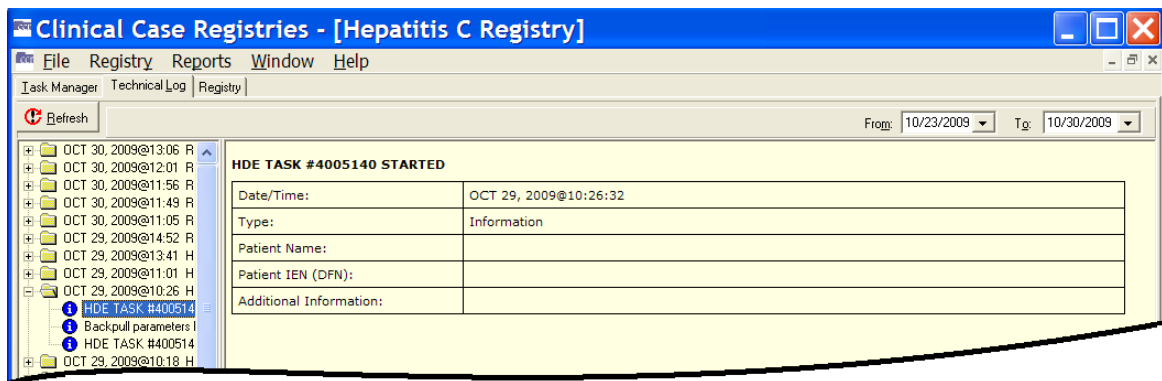 Clinical Case Registries - [Hepatitis C Registry]
File Registry Reports Window Help
Task Manager Technical Log Registry
Refresh From: 10/23/2009 To: 10/30/2009
OCT 30, 2009@13:06 R
OCT 30, 2009@12:01 R
OCT 30, 2009@11:56 R
OCT 30, 2009@11:49 R
OCT 30, 2009@11:05 R
OCT 29, 2009@14:52 R
OCT 29, 2009@13:41 H
OCT 29, 2009@11:01 H
OCT 29, 2009@10:26 H
HDE TASK #400514
Backpull parameters
HDE TASK #400514
OCT 29, 2009@10:18 H
HDE TASK #4005140 STARTED
Date/Time: OCT 29, 2009@10:26:32
Type: Information
Patient Name:
Patient IEN (DFN):
Additional Information: